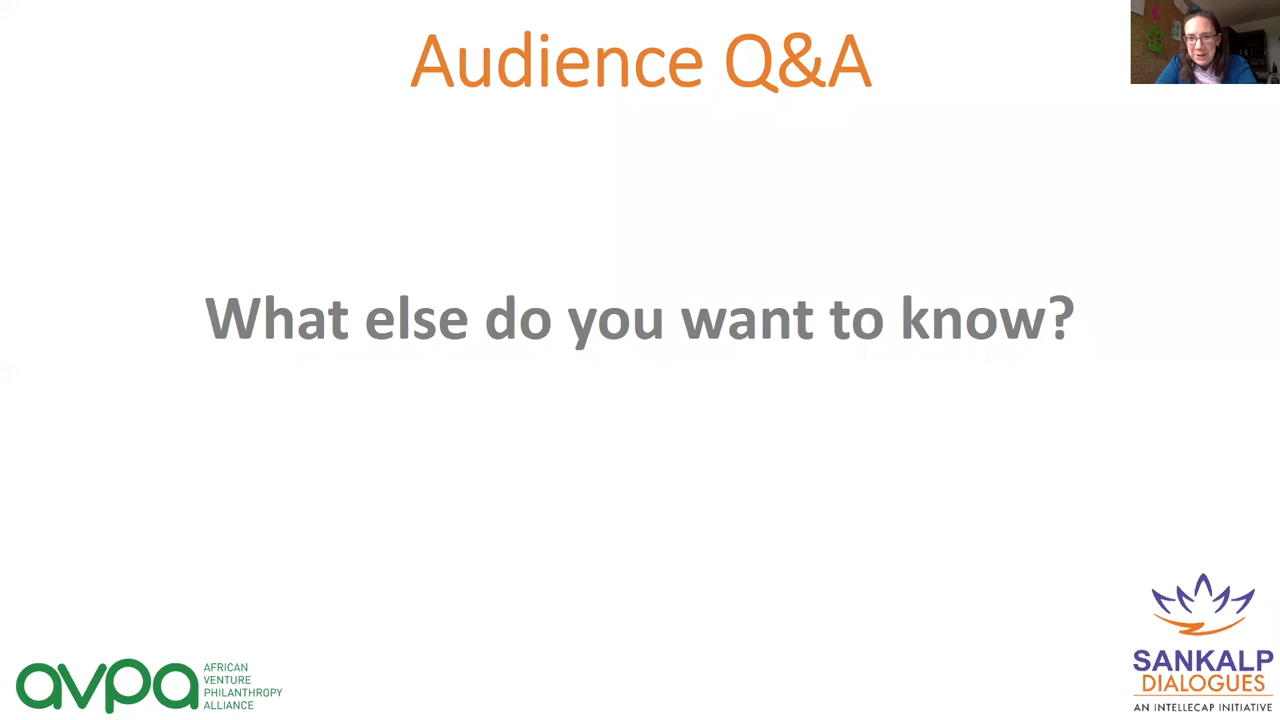 Audience Q&A
What else do you want to know?
avpa
AFRICAN
VENTURE
PHILANTHROPY
ALLIANCE
SANKALP
DIALOGUES
AN INTELLECAP INITIATIVE